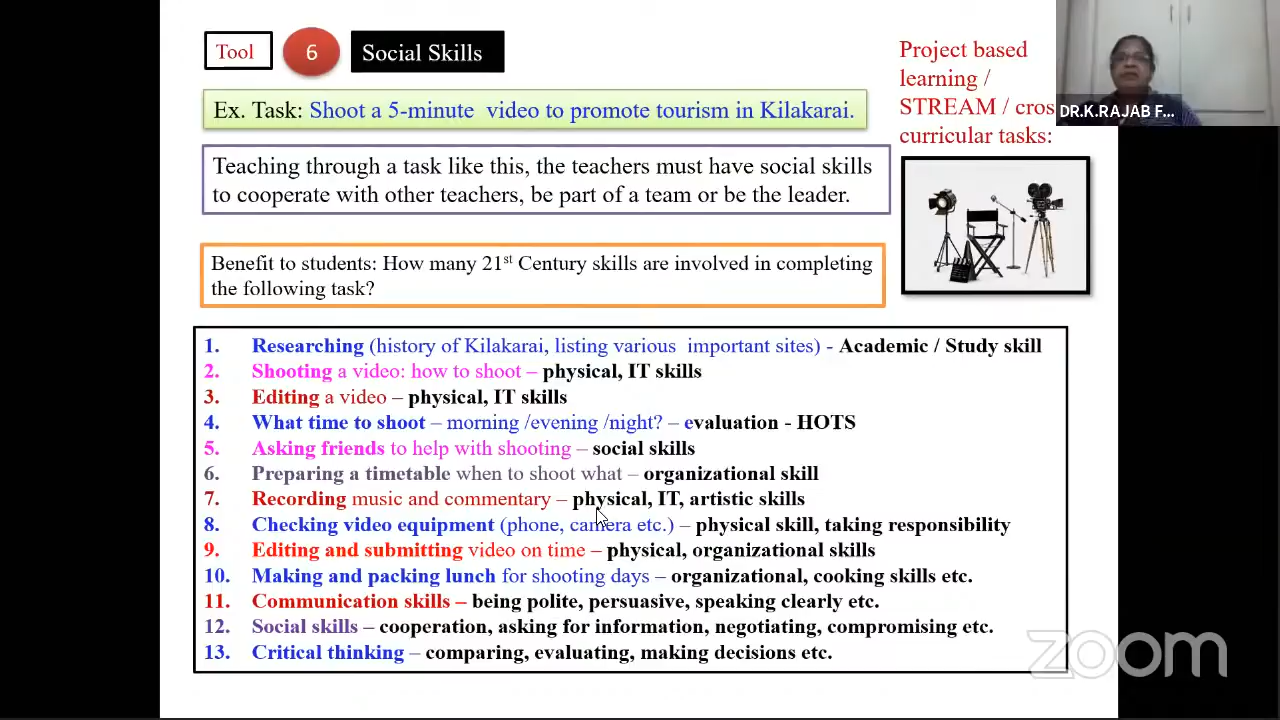 Tool
6
Social Skills
Project based
learning /
STREAM / cros
curricular tasks:
DR.K.RAJAB F...
Ex. Task: Shoot a 5-minute video to promote tourism in Kilakarai.
Teaching through a task like this, the teachers must have social skills
to cooperate with other teachers, be part of a team or be the leader.
Benefit to students: How many 21st Century skills are involved in completing
the following task?
1. Researching (history of Kilakarai, listing various important sites) - Academic / Study skill
2. Shooting a video: how to shoot – physical, IT skills
3. Editing a video – physical, IT skills
4. What time to shoot – morning /evening /night? – evaluation - HOTS
5. Asking friends to help with shooting – social skills
6. Preparing a timetable when to shoot what – organizational skill
7. Recording music and commentary – physical, IT, artistic skills
8. Checking video equipment (phone, camera etc.) – physical skill, taking responsibility
9. Editing and submitting video on time – physical, organizational skills
10. Making and packing lunch for shooting days – organizational, cooking skills etc.
11. Communication skills – being polite, persuasive, speaking clearly etc.
12. Social skills – cooperation, asking for information, negotiating, compromising etc.
13. Critical thinking – comparing, evaluating, making decisions etc.
zoom